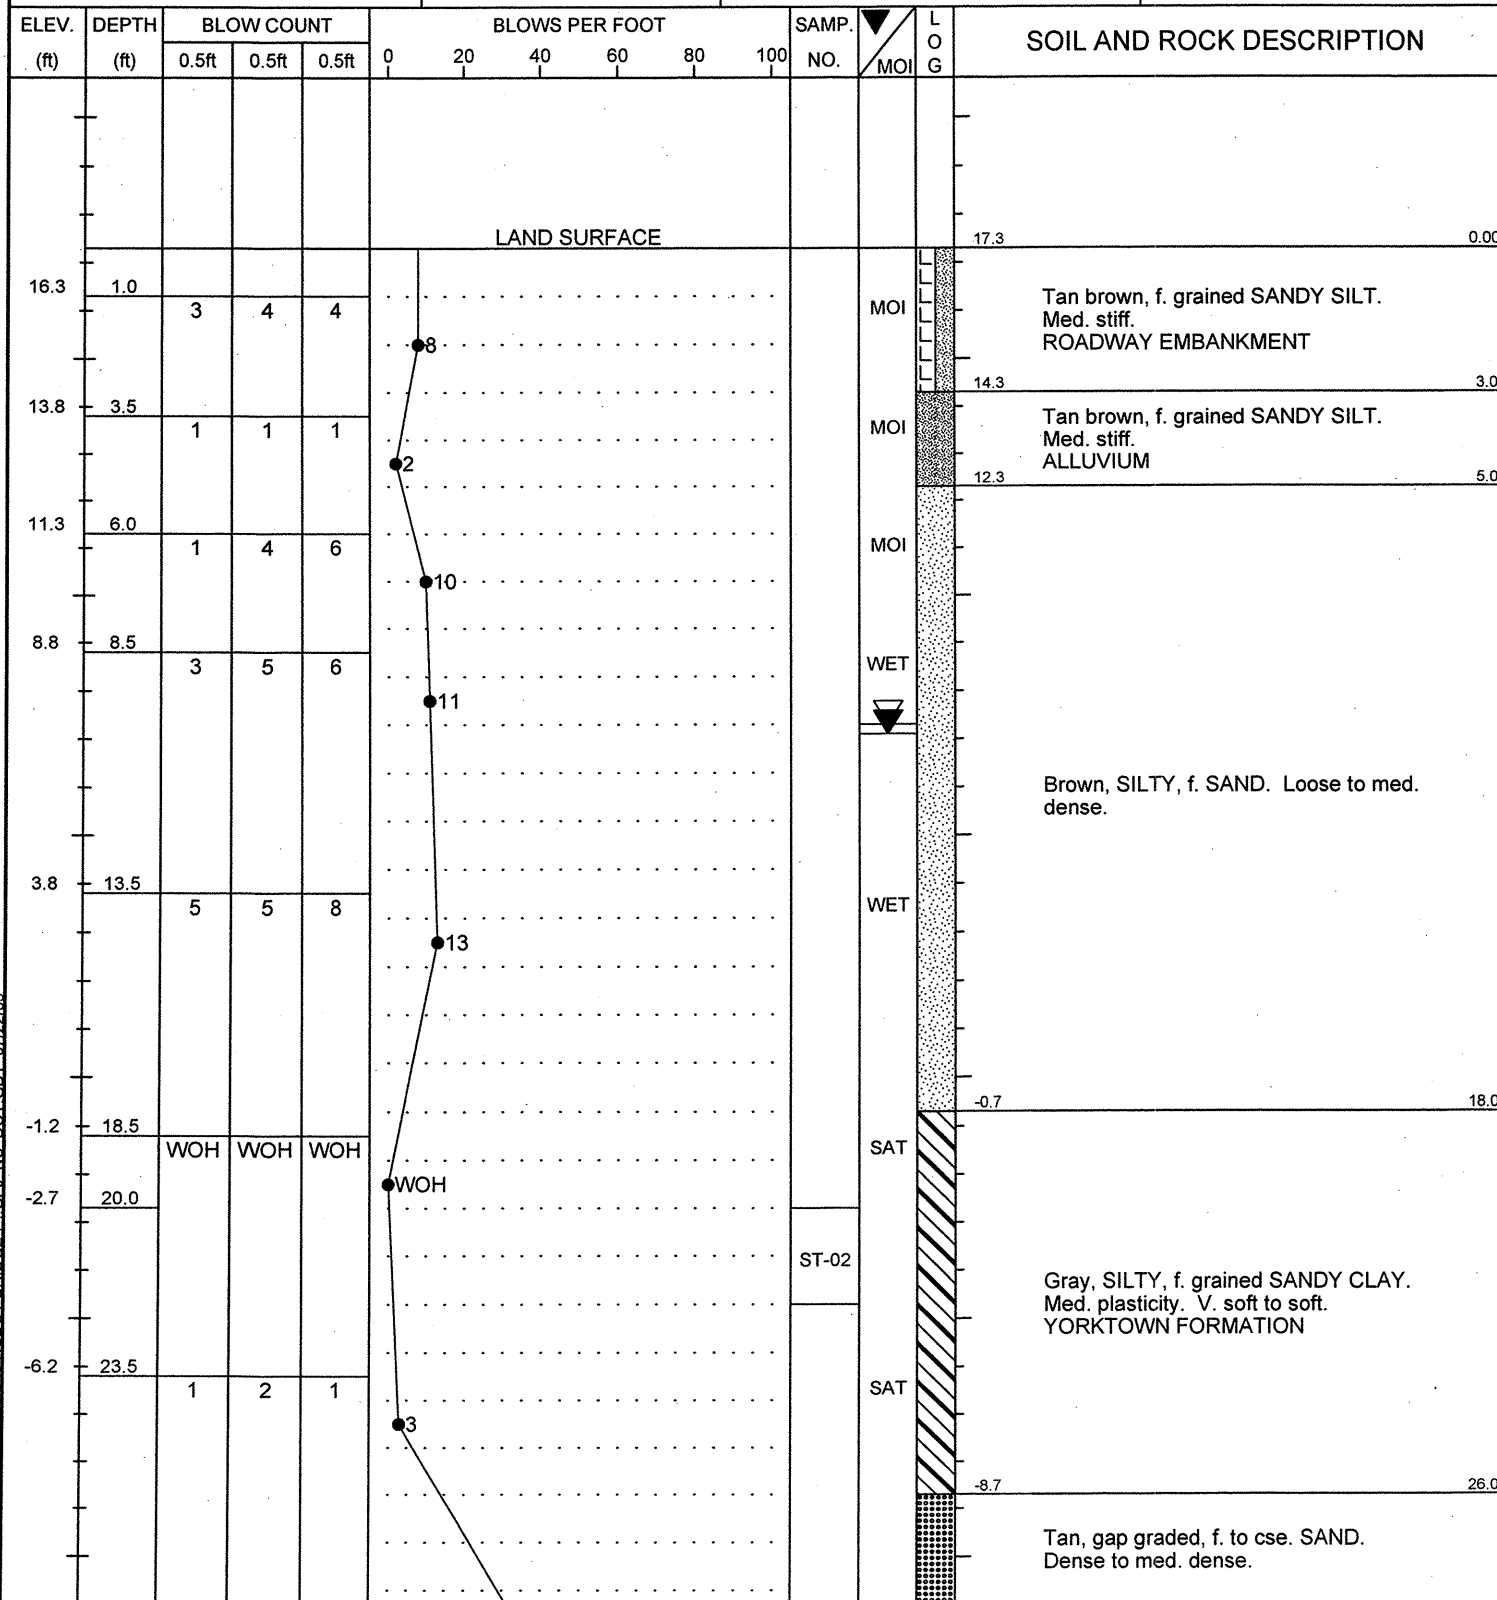 ELEV. DEPTH BLOW COUNT BLOWS PER FOOT SAMP. L
O SOIL AND ROCK DESCRIPTION
(ft) (ft) 0.5ft 0.5ft 0.5ft 0 20 40 60 80 100 NO. MOI G
LAND SURFACE 17.3 0.00
16.3 1.0
3 4 4 MOI Tan brown, f. grained SANDY SILT.
Med. stiff.
8 ROADWAY EMBANKMENT
14.3 3.0
13.8 3.5 Tan brown, f. grained SANDY SILT.
1 1 1 MOI Med. stiff.
2 ALLUVIUM
12.3 5.0
11.3 6.0
1 4 6 MOI
10
8.8 8.5
3 5 6 WET
11
Brown, SILTY, f. SAND. Loose to med.
dense.
3.8 13.5
5 5 8 WET
13
-0.7 18.0
-1.2 18.5
WOH WOH WOH SAT
WOH
-2.7 20.0
ST-02
Gray, SILTY, f. grained SANDY CLAY.
Med. plasticity. V. soft to soft.
YORKTOWN FORMATION
-6.2 23.5
1 2 1 SAT
3
-8.7 26.0
Tan, gap graded, f. to cse. SAND.
Dense to med. dense.